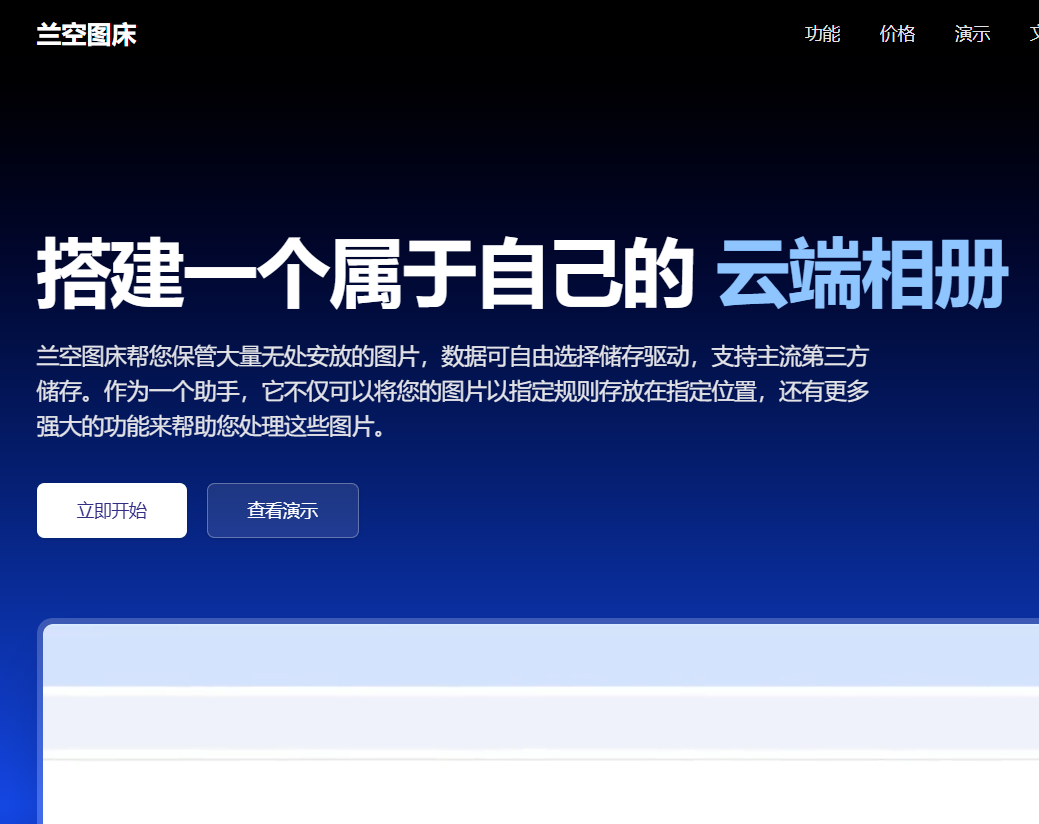 兰空图床
功能 价格 演示
搭建一个属于自己的 云端相册
兰空图床帮您保管大量无处安放的图片，数据可自由选择储存驱动，支持主流第三方
储存。作为一个助手，它不仅可以将您的图片以指定规则存放在指定位置，还有更多
强大的功能来帮助您处理这些图片。
立即开始 查看演示